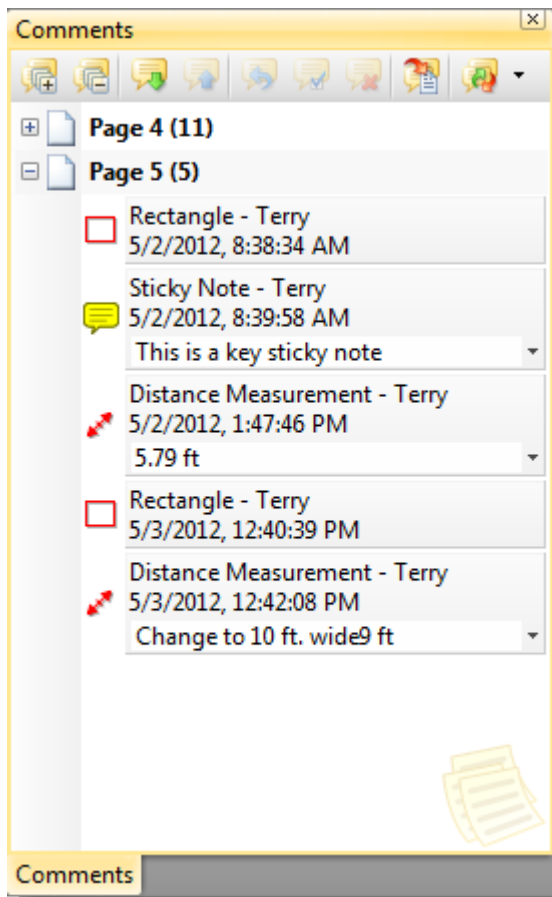 Comments
Page 4 (11)
Page 5 (5)
Rectangle - Terry
5/2/2012, 8:38:34 AM
Sticky Note - Terry
5/2/2012, 8:39:58 AM
This is a key sticky note
Distance Measurement - Terry
5/2/2012, 1:47:46 PM
5.79 ft
Rectangle - Terry
5/3/2012, 12:40:39 PM
Distance Measurement - Terry
5/3/2012, 12:42:08 PM
Change to 10 ft. wide9 ft
Comments